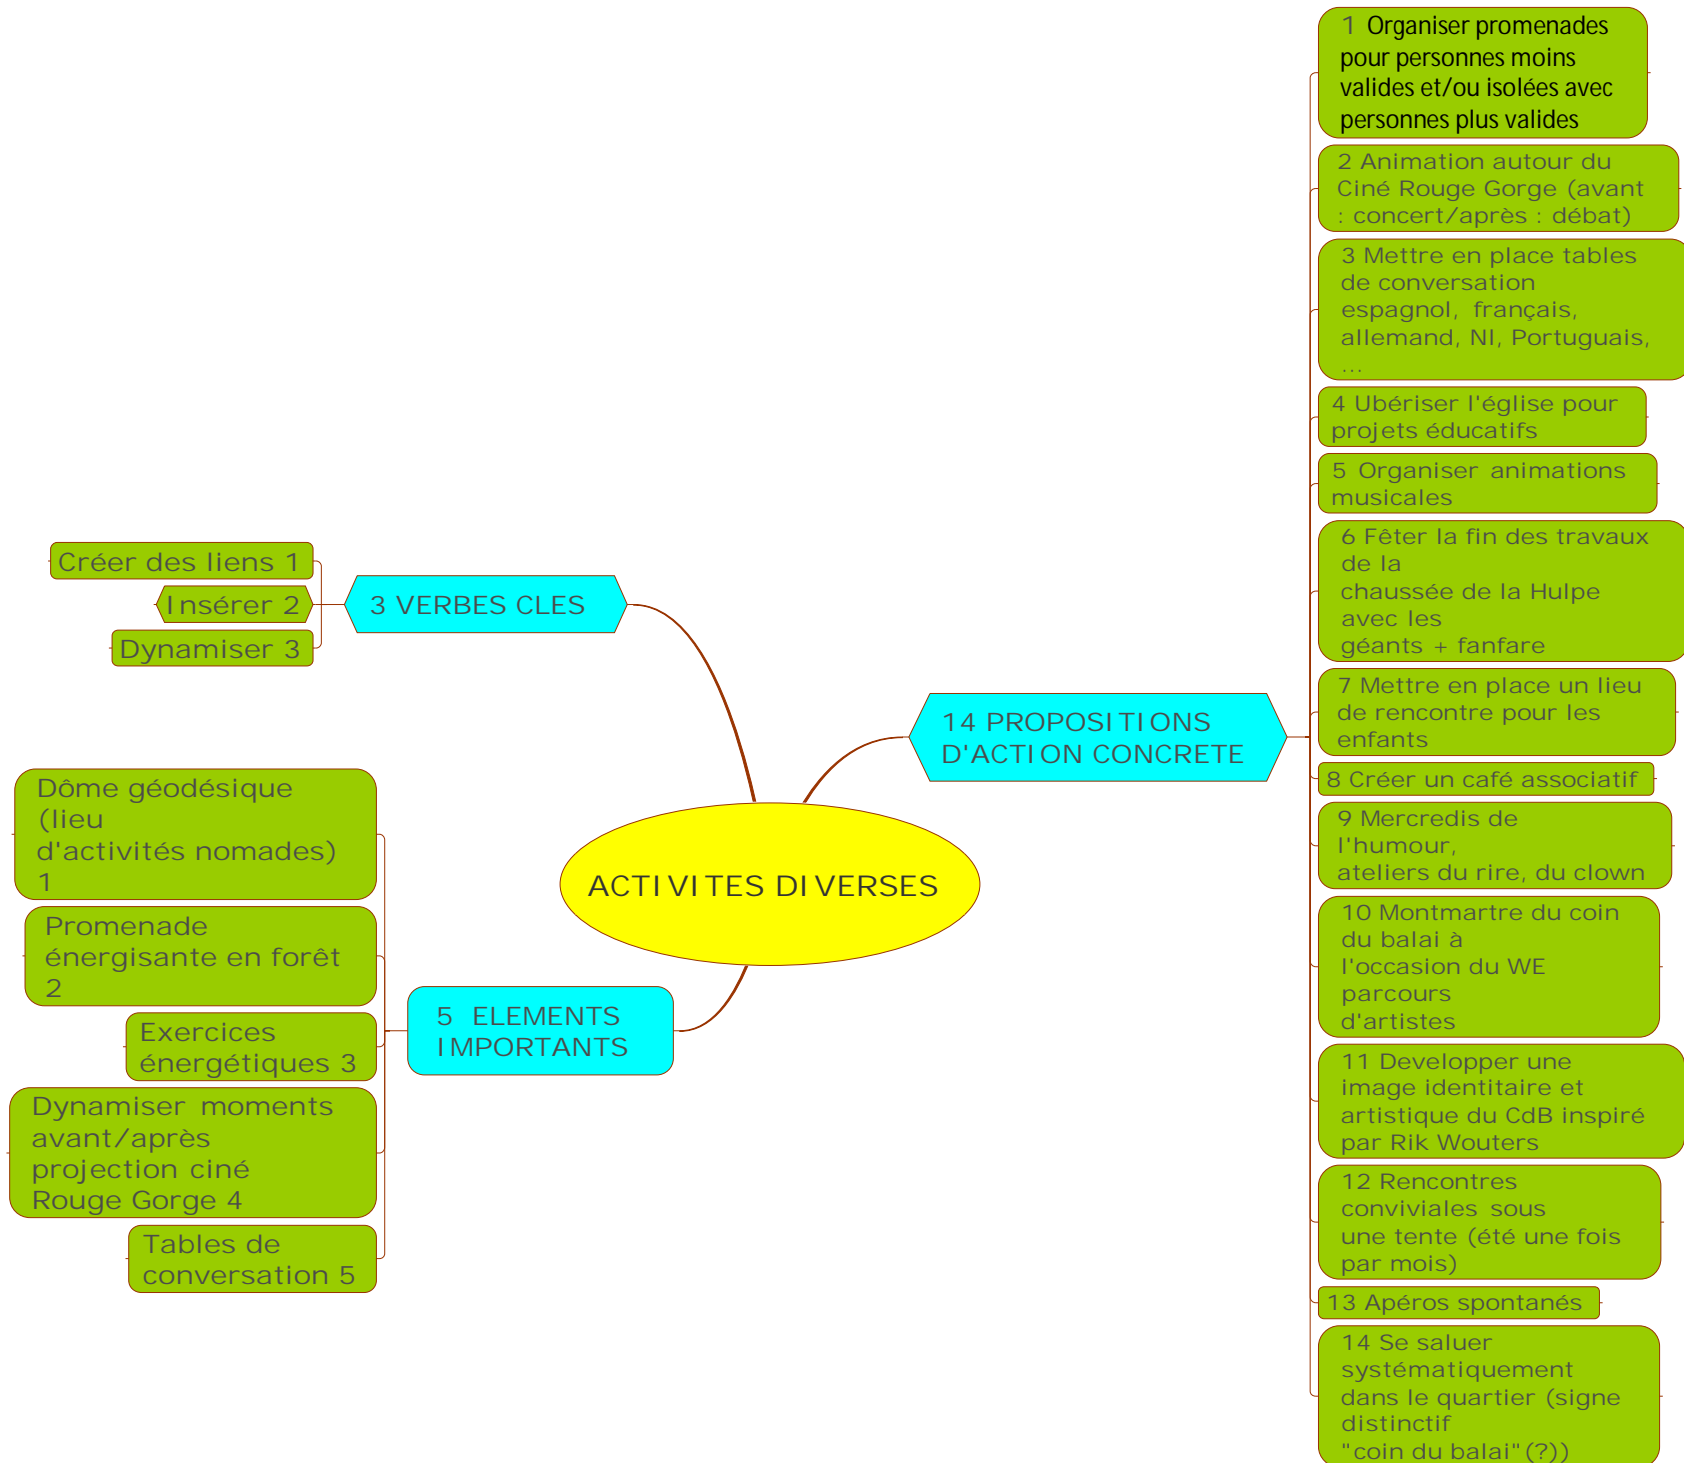 ACTIVITES DIVERSES
3 VERBES CLES
Créer des liens 1
Insérer 2
Dynamiser 3
5 ELEMENTS
IMPORTANTS
Dôme géodésique
(lieu
d'activités nomades)
1
Promenade
énergisante en forêt
2
Exercices
énergétiques 3
Dynamiser moments
avant/après
projection ciné
Rouge Gorge 4
Tables de
conversation 5
14 PROPOSITIONS
D'ACTION CONCRETE
1 Organiser promenades
pour personnes moins
valides et/ou isolées avec
personnes plus valides
2 Animation autour du
Ciné Rouge Gorge (avant
: concert/après : débat)
3 Mettre en place tables
de conversation
espagnol, français,
allemand, Nl, Portuguais,
...
4 Ubériser l'église pour
projets éducatifs
5 Organiser animations
musicales
6 Fêter la fin des travaux
de la
chaussée de la Hulpe
avec les
géants + fanfare
7 Mettre en place un lieu
de rencontre pour les
enfants
8 Créer un café associatif
9 Mercredis de
l'humour,
ateliers du rire, du clown
10 Montmartre du coin
du balai à
l'occasion du WE
parcours
d'artistes
11 Developper une
image identitaire et
artistique du CdB inspiré
par Rik Wouters
12 Rencontres
conviviales sous
une tente (été une fois
par mois)
13 Apéros spontanés
14 Se saluer
systématiquement
dans le quartier (signe
distinctif
"coin du balai"(?))